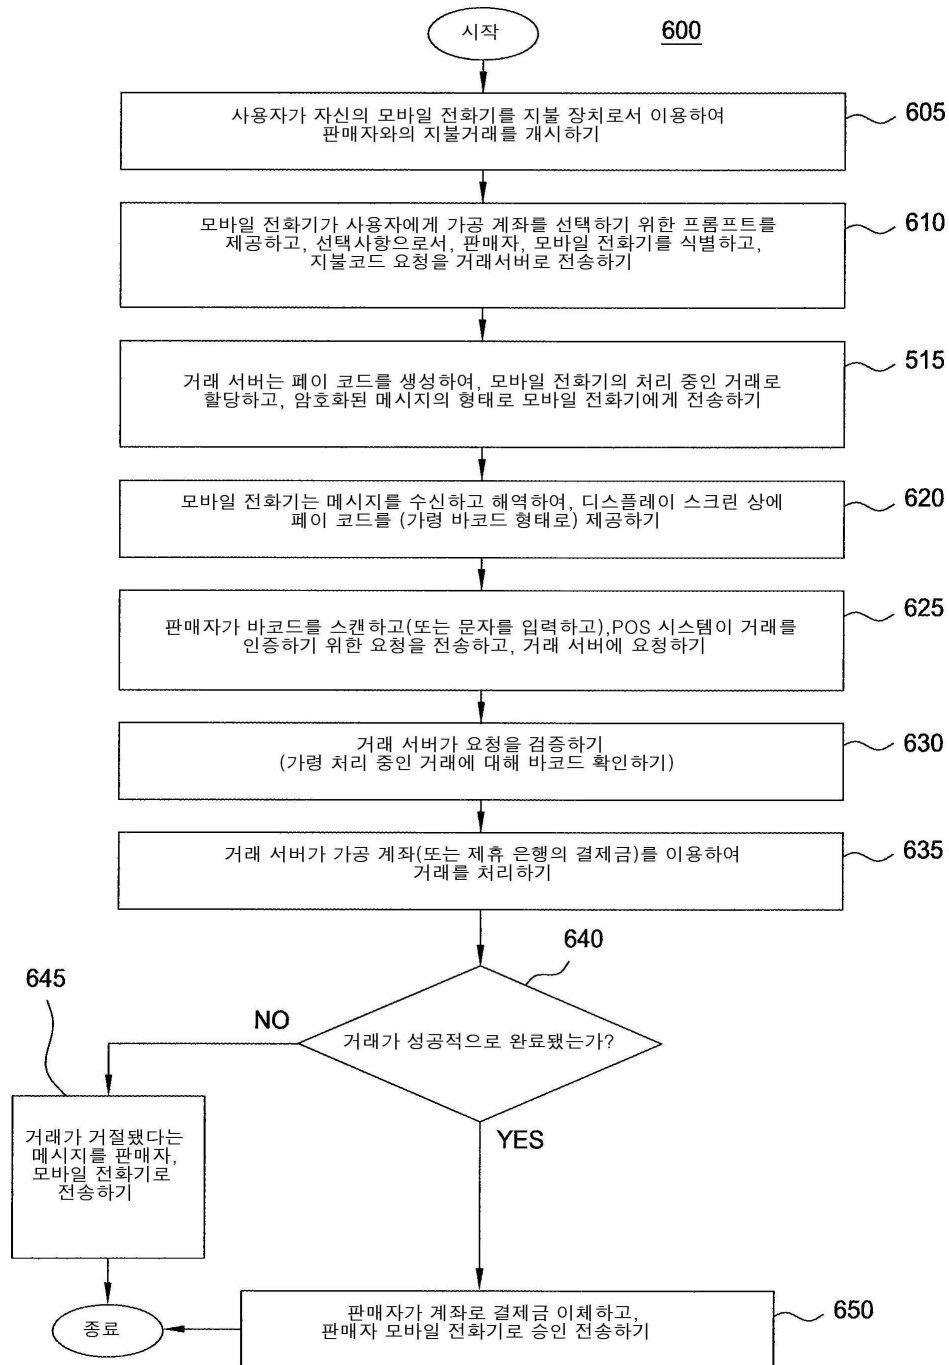 시작
600
사용자가 자신의 모바일 전화기를 지불 장치로서 이용하여
판매자와의 지불거래를 개시하기
605
모바일 전화기가 사용자에게 가공 계좌를 선택하기 위한 프롬프트를
제공하고, 선택사항으로서, 판매자, 모바일 전화기를 식별하고,
지불코드 요청을 거래서버로 전송하기
610
거래 서버는 페이 코드를 생성하여, 모바일 전화기의 처리 중인 거래로
할당하고, 암호화된 메시지의 형태로 모바일 전화기에게 전송하기
515
모바일 전화기는 메시지를 수신하고 해역하여, 디스플레이 스크린 상에
페이 코드를 (가령 바코드 형태로) 제공하기
620
판매자가 바코드를 스캔하고(또는 문자를 입력하고),POS 시스템이 거래를
인증하기 위한 요청을 전송하고, 거래 서버에 요청하기
625
거래 서버가 요청을 검증하기
(가령 처리 중인 거래에 대해 바코드 확인하기)
630
거래 서버가 가공 계좌(또는 제휴 은행의 결제금)를 이용하여
거래를 처리하기
635
640
거래가 성공적으로 완료됐는가?
NO
645
거래가 거절됐다는
메시지를 판매자,
모바일 전화기로
전송하기
YES
판매자가 계좌로 결제금 이체하고,
판매자 모바일 전화기로 승인 전송하기
650
종료